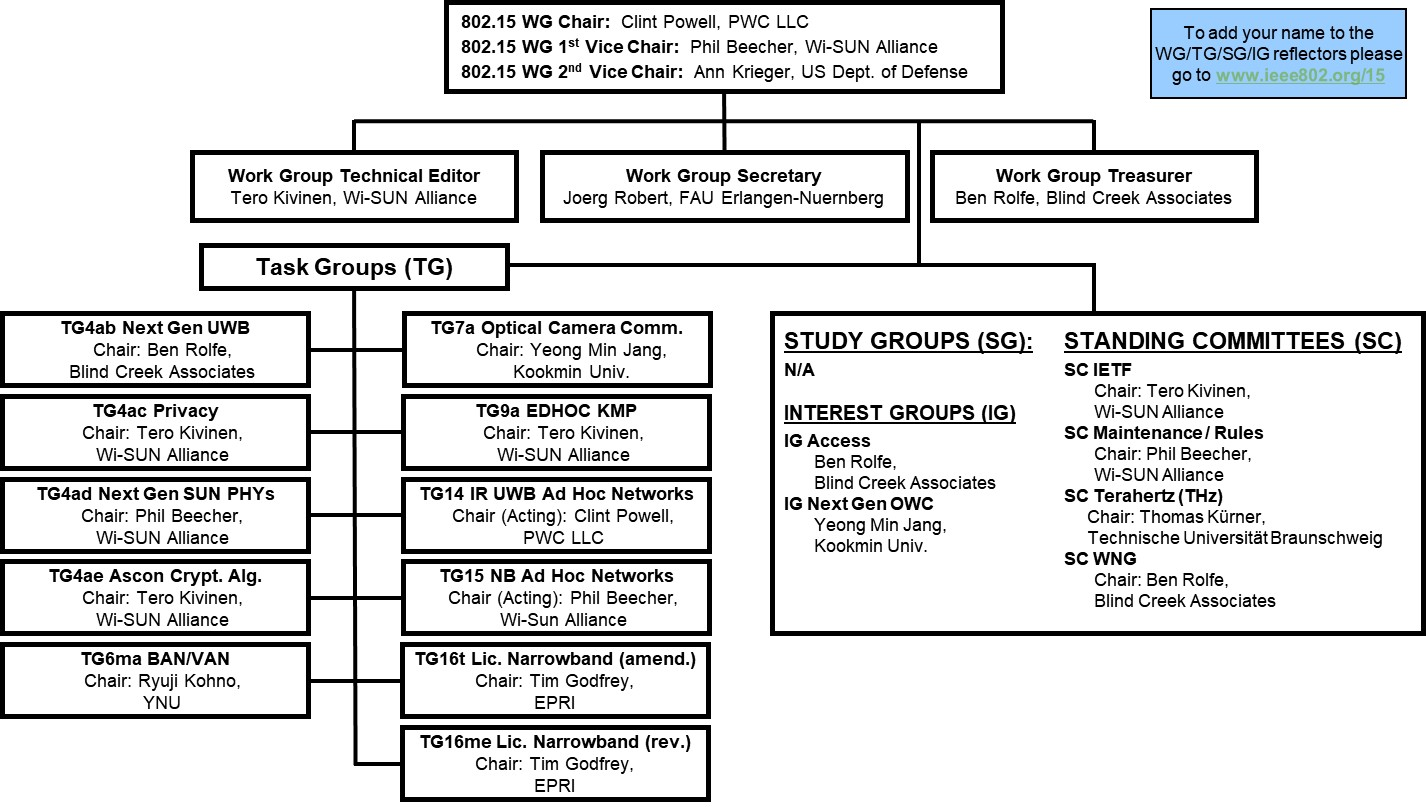 802.15 WG Chair: Clint Powell, PWC LLC
802.15 WG 1st Vice Chair: Phil Beecher, Wi-SUN Alliance
802.15 WG 2nd Vice Chair: Ann Krieger, US Dept. of Defense
To add your name to the
WG/TG/SG/IG reflectors please
go to www.ieee802.org/15
Work Group Technical Editor
Tero Kivinen, Wi-SUN Alliance
Work Group Secretary
Joerg Robert, FAU Erlangen-Nuernberg
Work Group Treasurer
Ben Rolfe, Blind Creek Associates
Task Groups (TG)
TG4ab Next Gen UWB
Chair: Ben Rolfe,
Blind Creek Associates
TG4ac Privacy
Chair: Tero Kivinen,
Wi-SUN Alliance
TG4ad Next Gen SUN PHYs
Chair: Phil Beecher,
Wi-SUN Alliance
TG4ae Ascon Crypt. Alg.
Chair: Tero Kivinen,
Wi-SUN Alliance
TG6ma BAN/VAN
Chair: Ryuji Kohno,
YNU
TG7a Optical Camera Comm.
Chair: Yeong Min Jang,
Kookmin Univ.
TG9a EDHOC KMP
Chair: Tero Kivinen,
Wi-SUN Alliance
TG14 IR UWB Ad Hoc Networks
Chair (Acting): Clint Powell,
PWC LLC
TG15 NB Ad Hoc Networks
Chair (Acting): Phil Beecher,
Wi-Sun Alliance
TG16t Lic. Narrowband (amend.)
Chair: Tim Godfrey,
EPRI
TG16me Lic. Narrowband (rev.)
Chair: Tim Godfrey,
EPRI
STUDY GROUPS (SG):
N/A
INTEREST GROUPS (IG)
IG Access
Ben Rolfe,
Blind Creek Associates
IG Next Gen OWC
Yeong Min Jang,
Kookmin Univ.
STANDING COMMITTEES (SC)
SC IETF
Chair: Tero Kivinen,
Wi-SUN Alliance
SC Maintenance / Rules
Chair: Phil Beecher,
Wi-SUN Alliance
SC Terahertz (THz)
Chair: Thomas Kürner,
Technische Universität Braunschweig
SC WNG
Chair: Ben Rolfe,
Blind Creek Associates